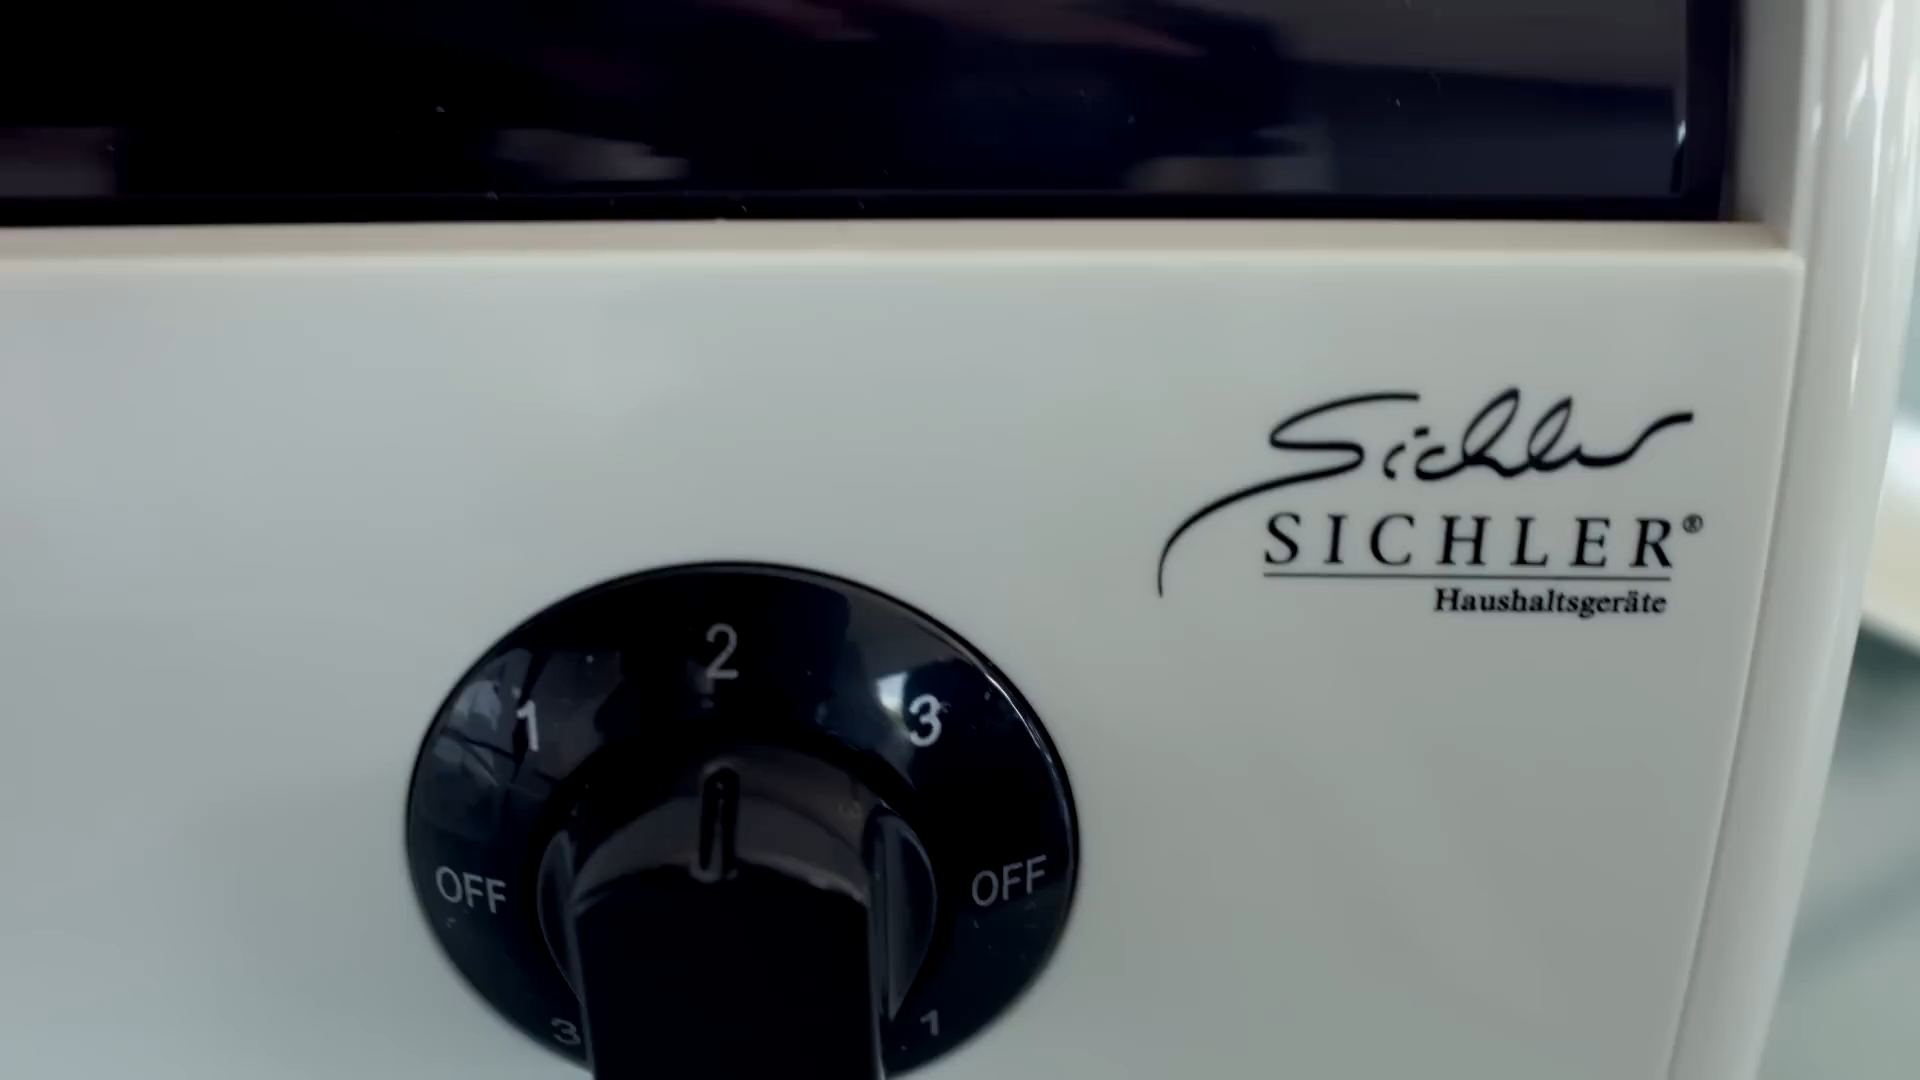 Sichler
SICHLER®
Haushaltsgeräte
2
1
3
OFF
OFF
3
1